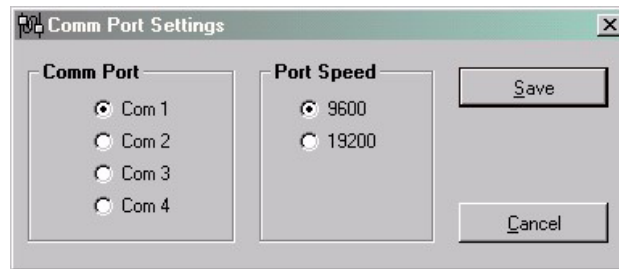 Comm Port Settings
Comm Port
Com 1
Com 2
Com 3
Com 4
Port Speed
9600
19200
Save
Cancel